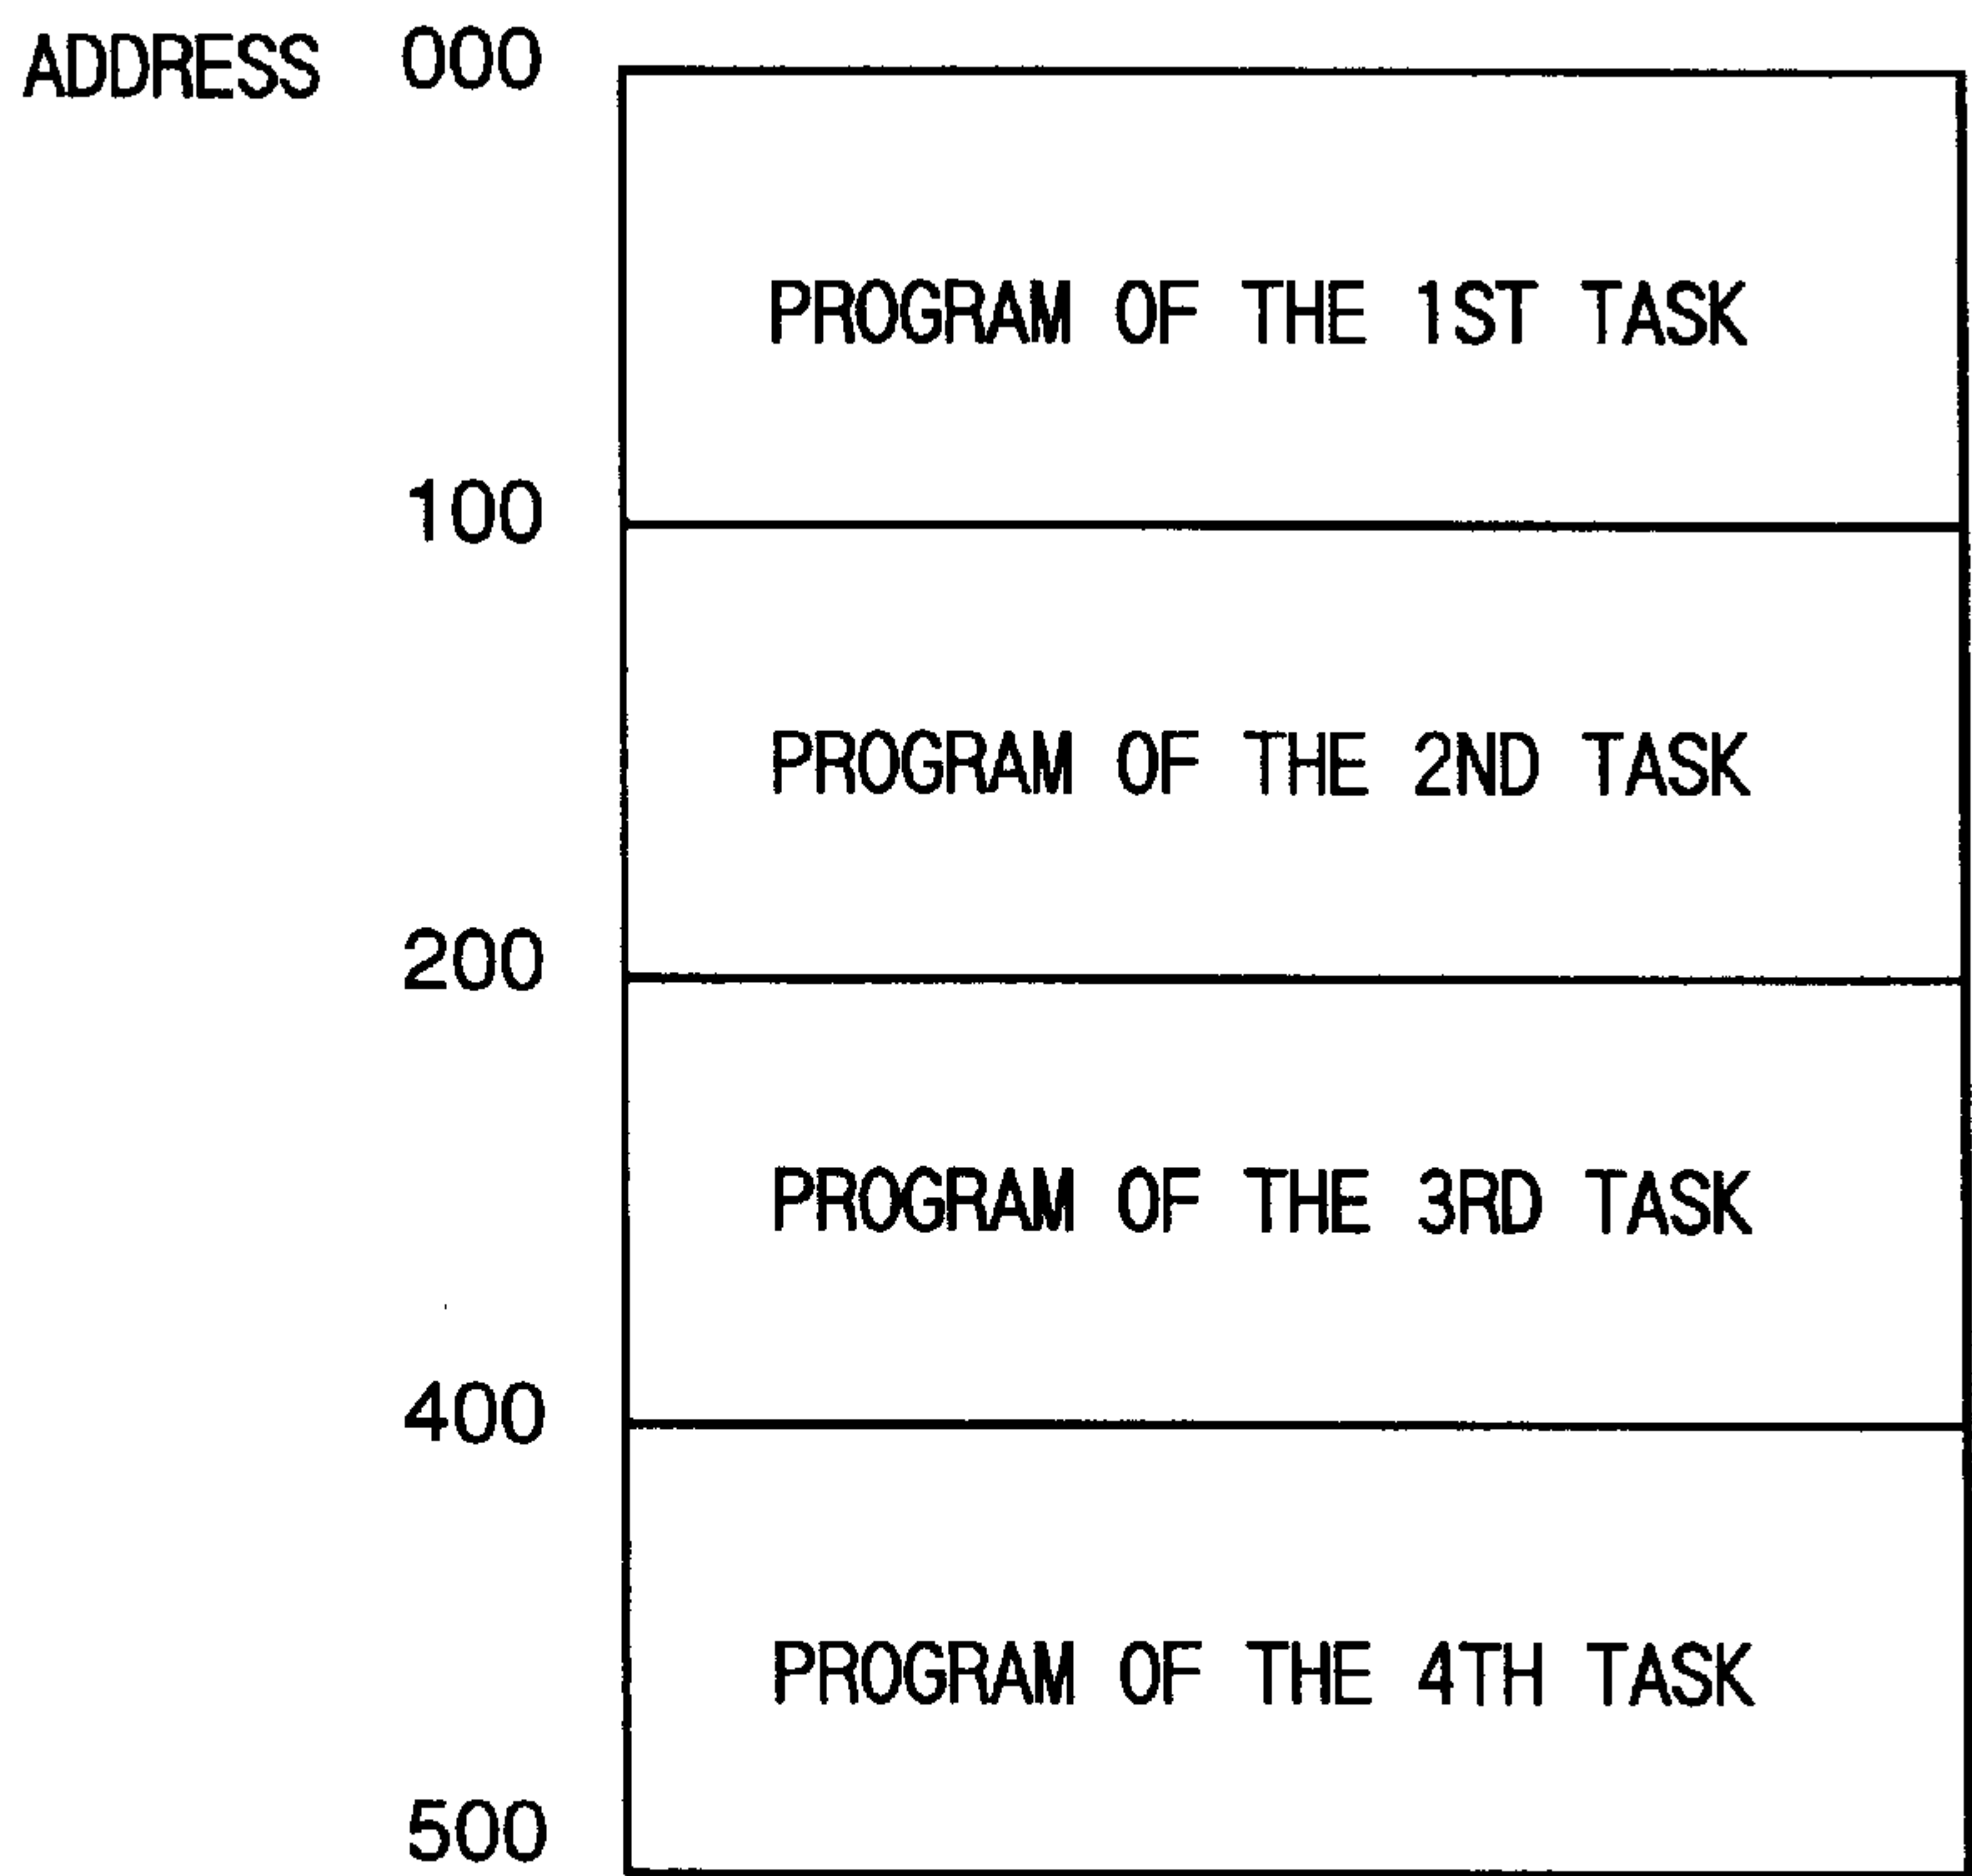 ADDRESS 000
PROGRAM OF THE 1ST TASK
100
PROGRAM OF THE 2ND TASK
200
PROGRAM OF THE 3RD TASK
400
PROGRAM OF THE 4TH TASK
500